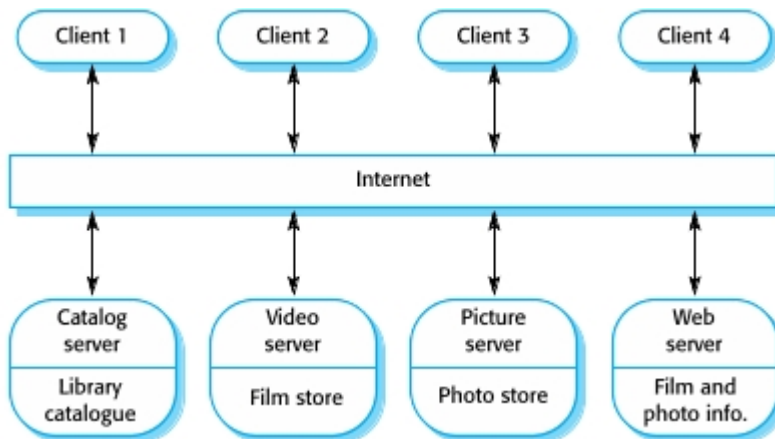 Client 1
Client 2
Client 3
Client 4
Internet
Catalog
server
Library
catalogue
Video
server
Film store
Picture
server
Photo store
Web
server
Film and
photo info.